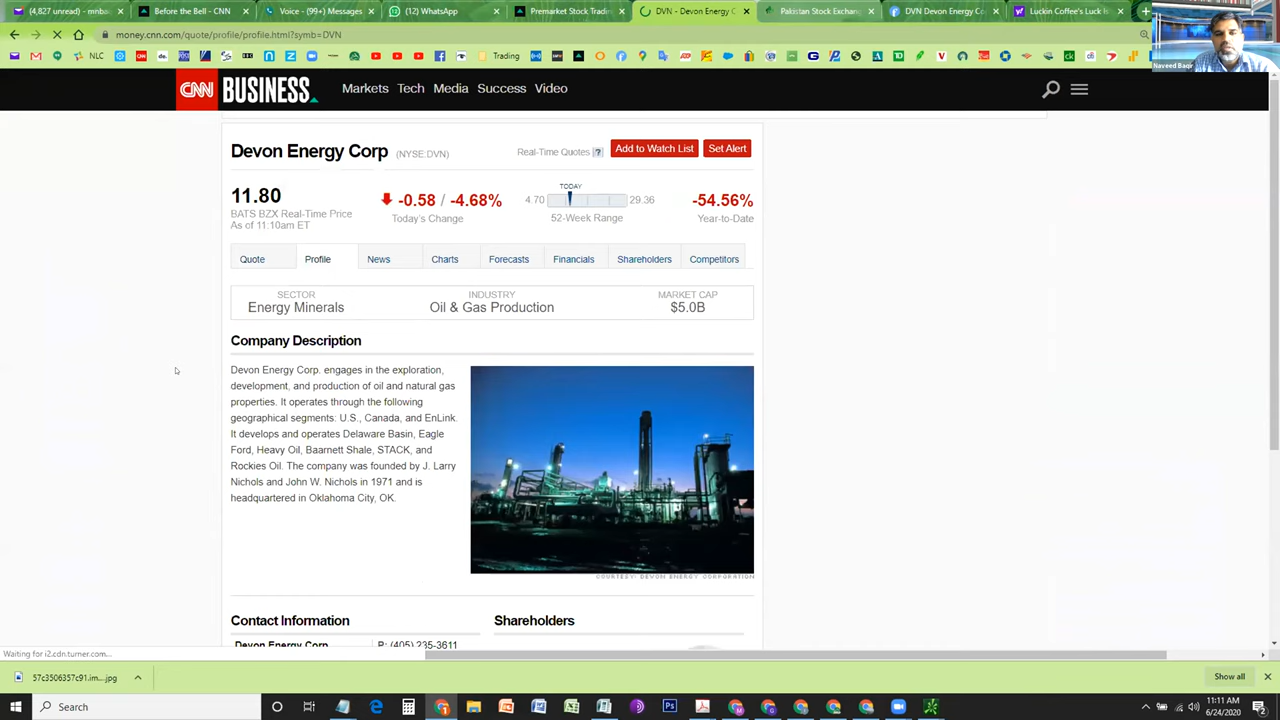 (4,827 unread) - mnbac
Before the Bell - CNN
Voice - (99+) Messages
(12) WhatsApp
Premarket Stock Tradin
DVN - Devon Energy C
Pakistan Stock Exchang
DVN Devon Energy Co
Luckin Coffee's Luck Is
money.cnn.com/quote/profile/profile.html?symb=DVN
NLC
Trading
Naveed Baqir
CNN BUSINESS
Markets Tech Media Success Video
Devon Energy Corp (NYSE:DVN)
Real-Time Quotes ?
Add to Watch List
Set Alert
11.80
BATS BZX Real-Time Price
As of 11:10am ET
-0.58 / -4.68%
Today's Change
TODAY
4.70 29.36
52-Week Range
-54.56%
Year-to-Date
Quote Profile News Charts Forecasts Financials Shareholders Competitors
SECTOR
Energy Minerals
INDUSTRY
Oil & Gas Production
MARKET CAP
$5.0B
Company Description
Devon Energy Corp. engages in the exploration,
development, and production of oil and natural gas
properties. It operates through the following
geographical segments: U.S., Canada, and EnLink.
It develops and operates Delaware Basin, Eagle
Ford, Heavy Oil, Baarnett Shale, STACK, and
Rockies Oil. The company was founded by J. Larry
Nichols and John W. Nichols in 1971 and is
headquartered in Oklahoma City, OK.
COURTESY: DEVON ENERGY CORPORATION
Contact Information
Shareholders
Devon Energy Corp
P: (405) 235-3611
Waiting for i2.cdn.turner.com...
57c3506357c91.im....jpg
Show all
Search
11:11 AM
6/24/2020
2